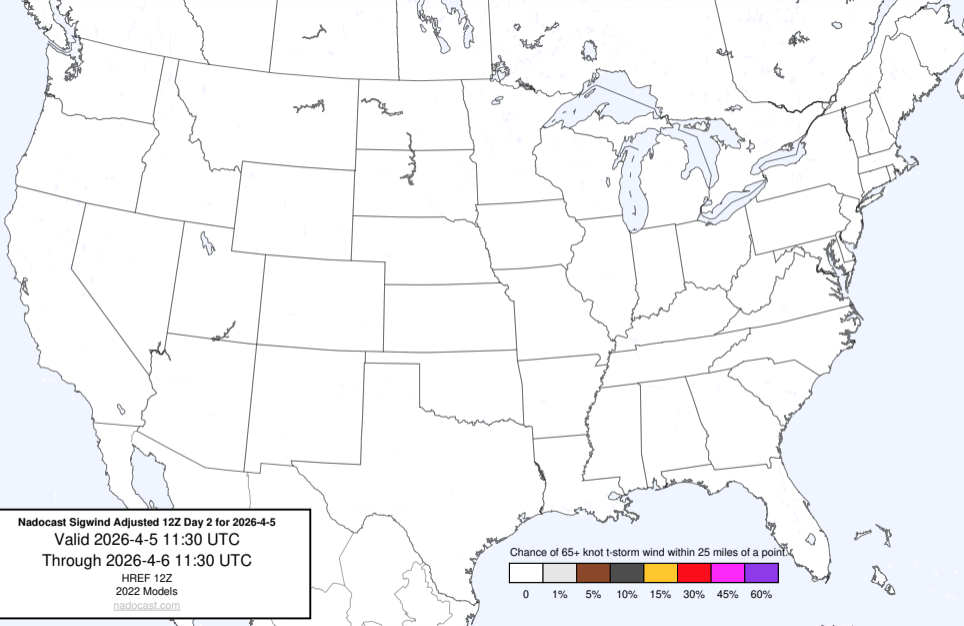 Nadocast Sigwind Adjusted 12Z Day 2 for 2026-4-5
Valid 2026-4-5 11:30 UTC
Through 2026-4-6 11:30 UTC
HREF 12Z
2022 Models
nadocast.com
Chance of 65+ knot t-storm wind within 25 miles of a point.
0 1% 5% 10% 15% 30% 45% 60%